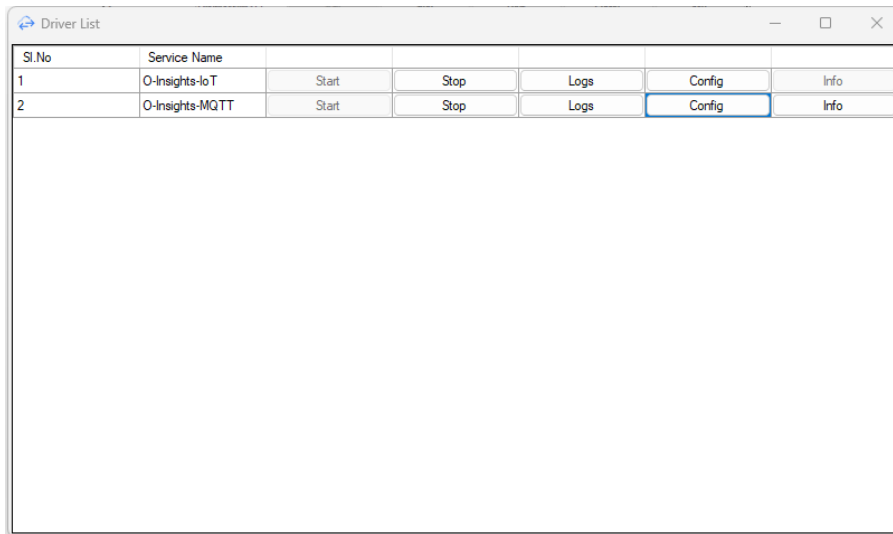 Driver List
Sl.No Service Name
1 O-Insights-IoT Start Stop Logs Config Info
2 O-Insights-MQTT Start Stop Logs Config Info